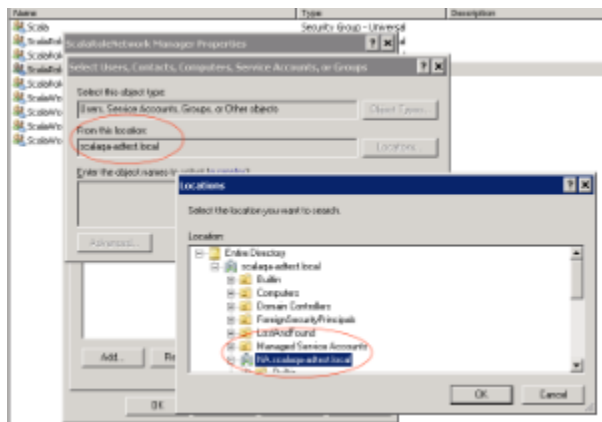 Name Type Description
Scala Security Group - Universal
ScalaRoleNetwork Manager Properties
Select Users, Contacts, Computers, Service Accounts, or Groups
Select this object type:
Users, Service Accounts, Groups, or Other objects
Object Types...
From this location:
scalaqa-adtest.local
Locations...
Enter the object names to select
Advanced...
Locations
Select the location you want to search.
Location:
Entire Directory
scalaqa-adtest.local
Builtin
Computers
Domain Controllers
ForeignSecurityPrincipals
LostAndFound
Managed Service Accounts
NA.scalaqa-adtest.local
Builtin
Add...
OK
OK Cancel